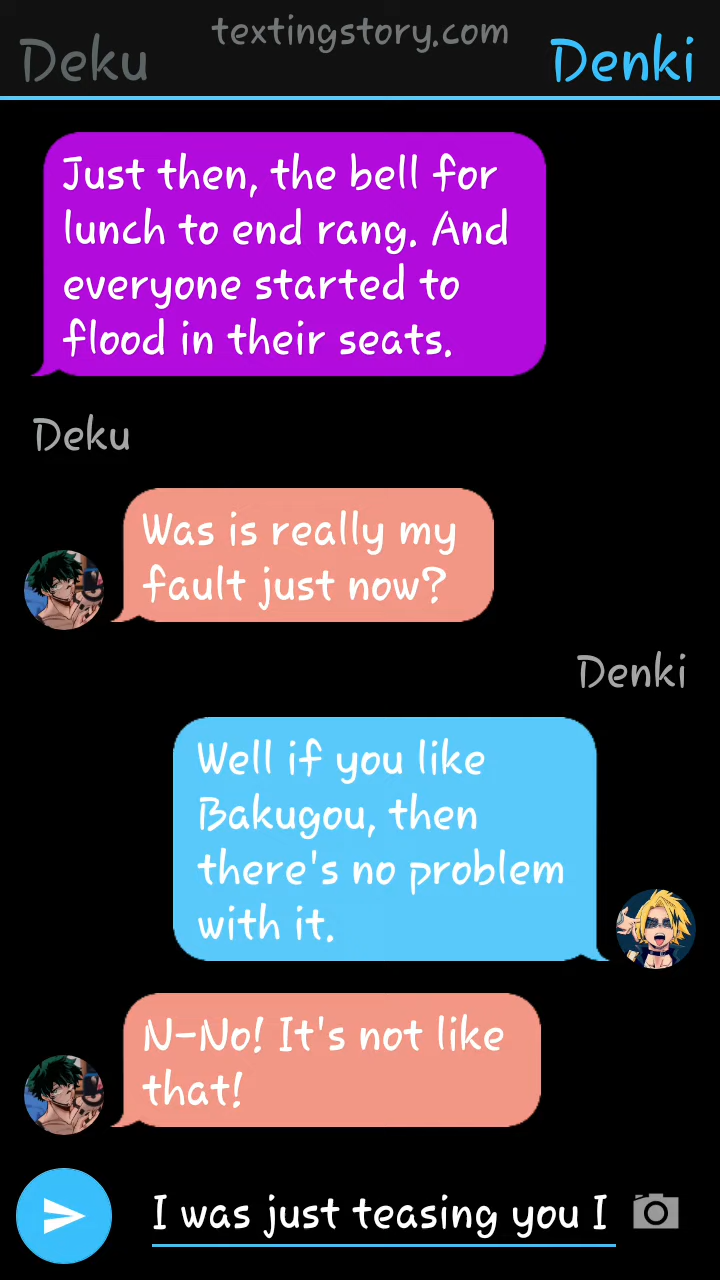 textingstory.com
Deku
Denki
Just then, the bell for
lunch to end rang. And
everyone started to
flood in their seats.
Deku
Was is really my
fault just now?
Denki
Well if you like
Bakugou, then
there's no problem
with it.
N-No! It's not like
that!
I was just teasing you I